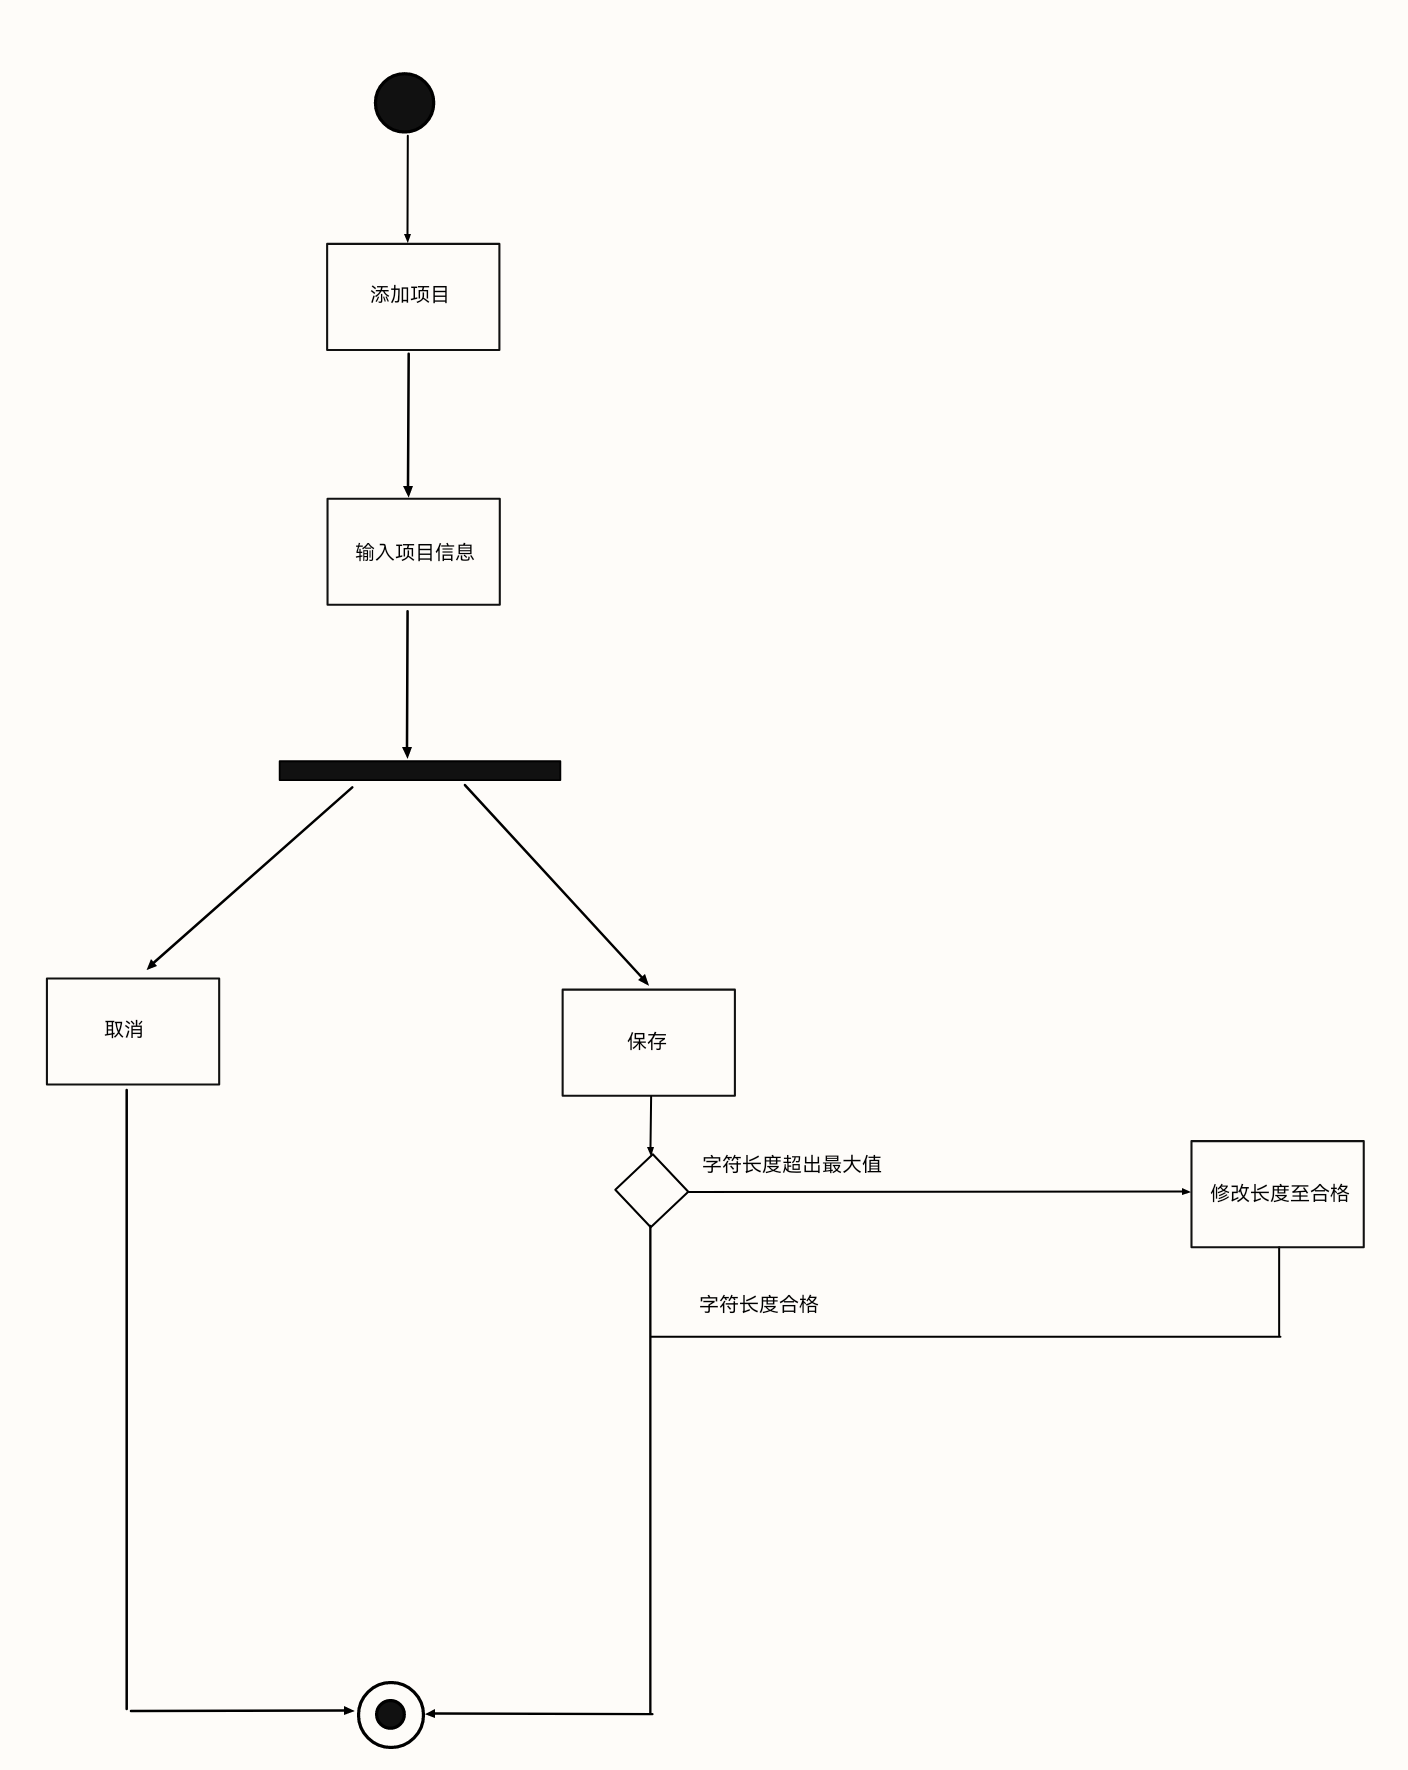 添加项目
输入项目信息
取消
保存
字符长度超出最大值
修改长度至合格
字符长度合格